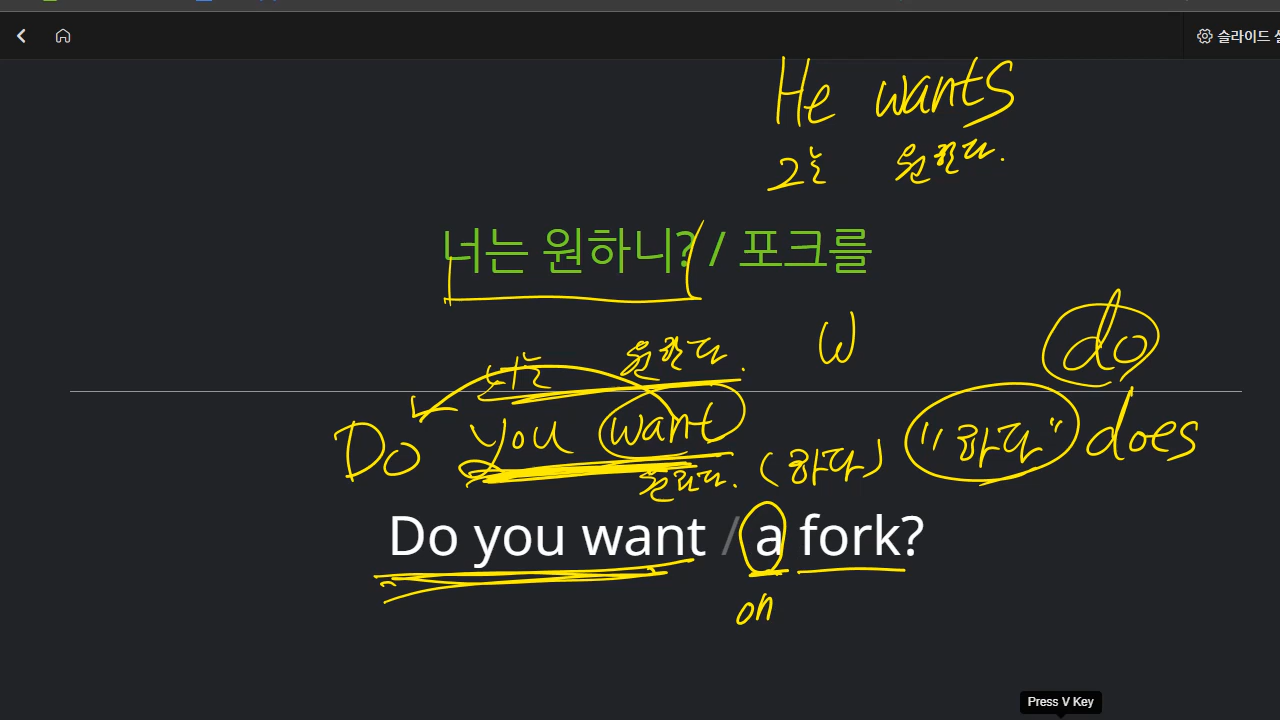 슬라이드
He wants
그는 원한다.
너는 원하니? / 포크를
너는 원한다.
W
do
Do you want
원하다. (하다) "하다" does
Do you want / a fork?
on
Press V Key